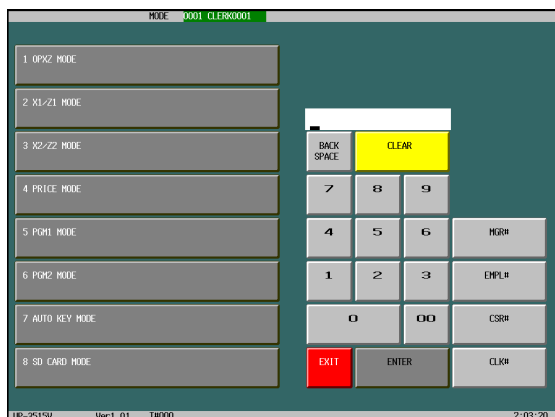 MODE 0001 CLERK0001
1 OPXZ MODE
2 X1/Z1 MODE
3 X2/Z2 MODE
4 PRICE MODE
5 PGM1 MODE
6 PGM2 MODE
7 AUTO KEY MODE
8 SD CARD MODE
BACK SPACE
CLEAR
7 8 9
4 5 6 MGR#
1 2 3 EMPL#
0 00 CSR#
EXIT ENTER CLK#
Ver1.01 T#000 2:03:20